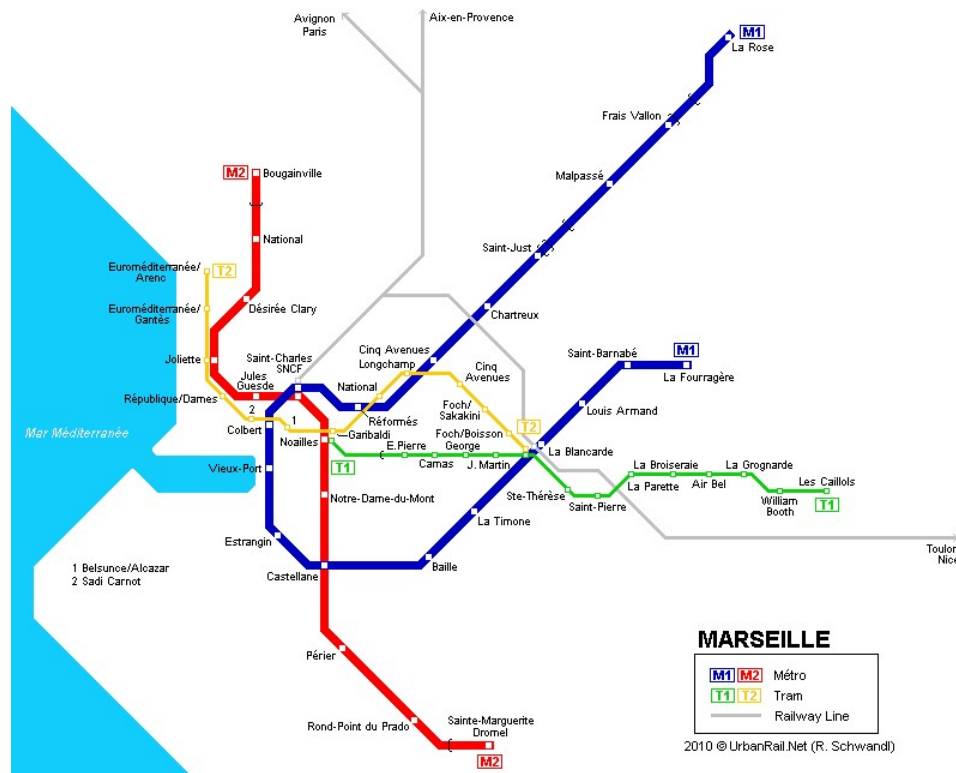 Avignon
Paris
Aix-en-Provence
M1
La Rose
Frais Vallon
M2
Bougainville
Malpassé
National
Saint-Just
Euroméditerranée/
Arenc
T2
Euroméditerranée/
Gantès
Désirée Clary
Chartreux
Joliette
Saint-Charles
SNCF
Cinq Avenues
Longchamp
Saint-Barnabé
M1
Jules
Guesde
National
Cinq
Avenues
La Fourragère
République/Dames
2
1
Réformés
Foch/
Sakakini
Louis Armand
Mar Méditerranée
Colbert
Noailles
Garibaldi
Foch/Boisson
T2
T1
E.Pierre
George
La Blancarde
Vieux-Port
Camas
J. Martin
La Broiseraie
La Grognarde
Ste-Thérèse
La Parette
Air Bel
Les Caillols
Notre-Dame-du-Mont
Saint-Pierre
William
Booth
T1
La Timone
Estrangin
Toulon
Nice
1 Belsunce/Alcazar
2 Sadi Carnot
Castellane
Baille
Périer
Rond-Point du Prado
Sainte-Marguerite
Dromel
M2
MARSEILLE
M1 M2 Métro
T1 T2 Tram
Railway Line
2010 © UrbanRail.Net (R. Schwandl)